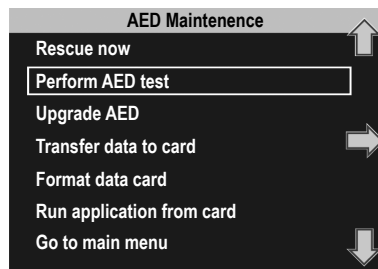 AED Maintenence
Rescue now
Perform AED test
Upgrade AED
Transfer data to card
Format data card
Run application from card
Go to main menu